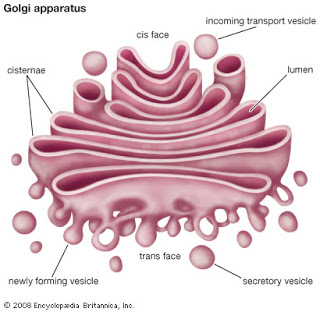 Golgi apparatus
incoming transport vesicle
cis face
cisternae
lumen
newly forming vesicle
trans face
secretory vesicle
© 2008 Encyclopædia Britannica, Inc.